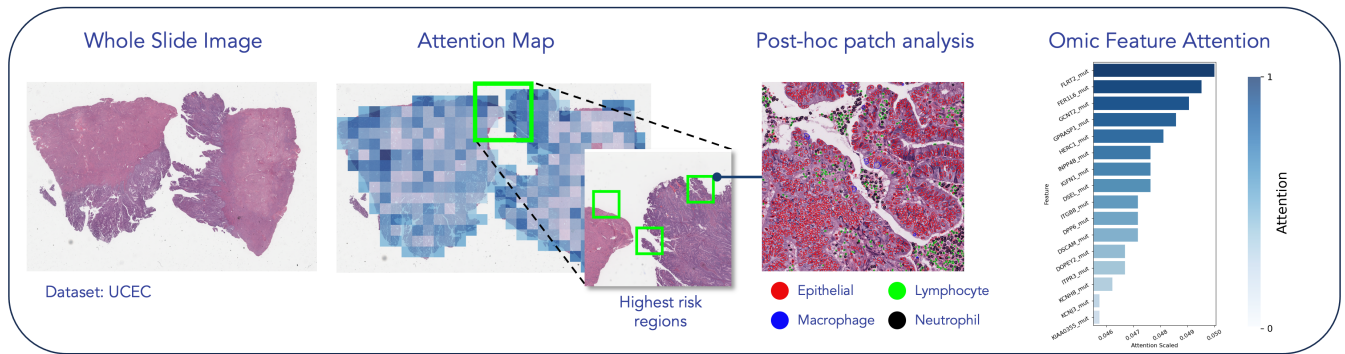 Whole Slide Image
Attention Map
Post-hoc patch analysis
Omic Feature Attention
Dataset: UCEC
Highest risk
regions
Epithelial
Lymphocyte
Macrophage
Neutrophil
Feature
FLRT2_mut
FER1L6_mut
GCNT2_mut
GPRASP1_mut
HERC1_mut
INPP4B_mut
IGFN1_mut
DSEL_mut
ITGB8_mut
DPP6_mut
DSCAM_mut
DOPEY2_mut
ITPR3_mut
KCNH8_mut
KCNJ3_mut
KIAA0355_mut
0.046
0.047
0.048
0.049
0.050
Attention Scaled
1
Attention
0